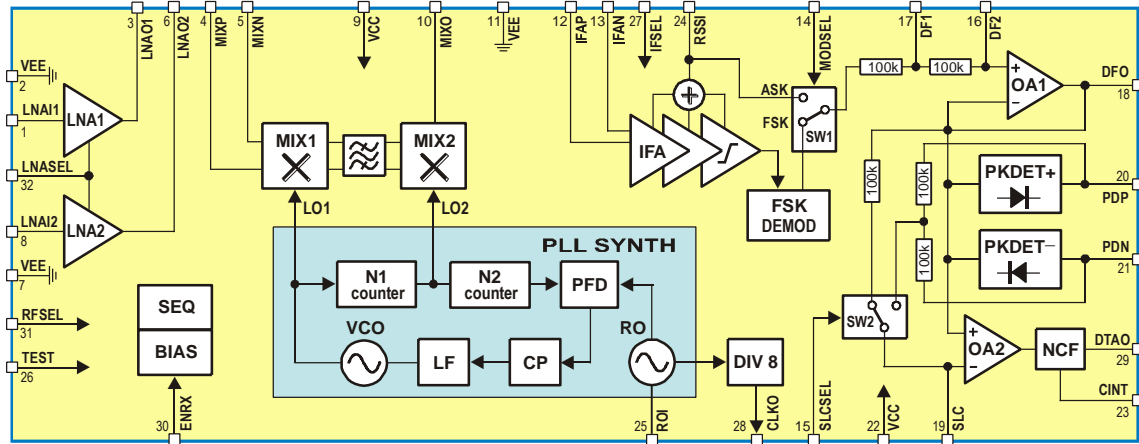 3 LNAO1
6 LNAO2
4 MIXP
5 MIXN
9 VCC
10 MIXO
11 VEE
12 IFAP
13 IFAN
27 IFSEL
24 RSSI
14 MODSEL
17 DF1
16 DF2
VEE
2
LNAI1
1
LNA1
LNASEL
32
LNAI2
8
LNA2
VEE
7
RFSEL
31
TEST
26
MIX1
MIX2
LO1
LO2
IFA
+
ASK
FSK
SW1
FSK
DEMOD
100k
100k
+
−
OA1
DFO
18
100k
100k
100k
PKDET+
20
PDP
PKDET−
PDN
21
SW2
+
−
OA2
NCF
DTAO
29
CINT
23
PLL SYNTH
N1
counter
N2
counter
PFD
VCO
LF
CP
RO
DIV 8
SEQ
BIAS
30 ENRX
25 ROI
28 CLKO
15 SLCSEL
22 VCC
19 SLC